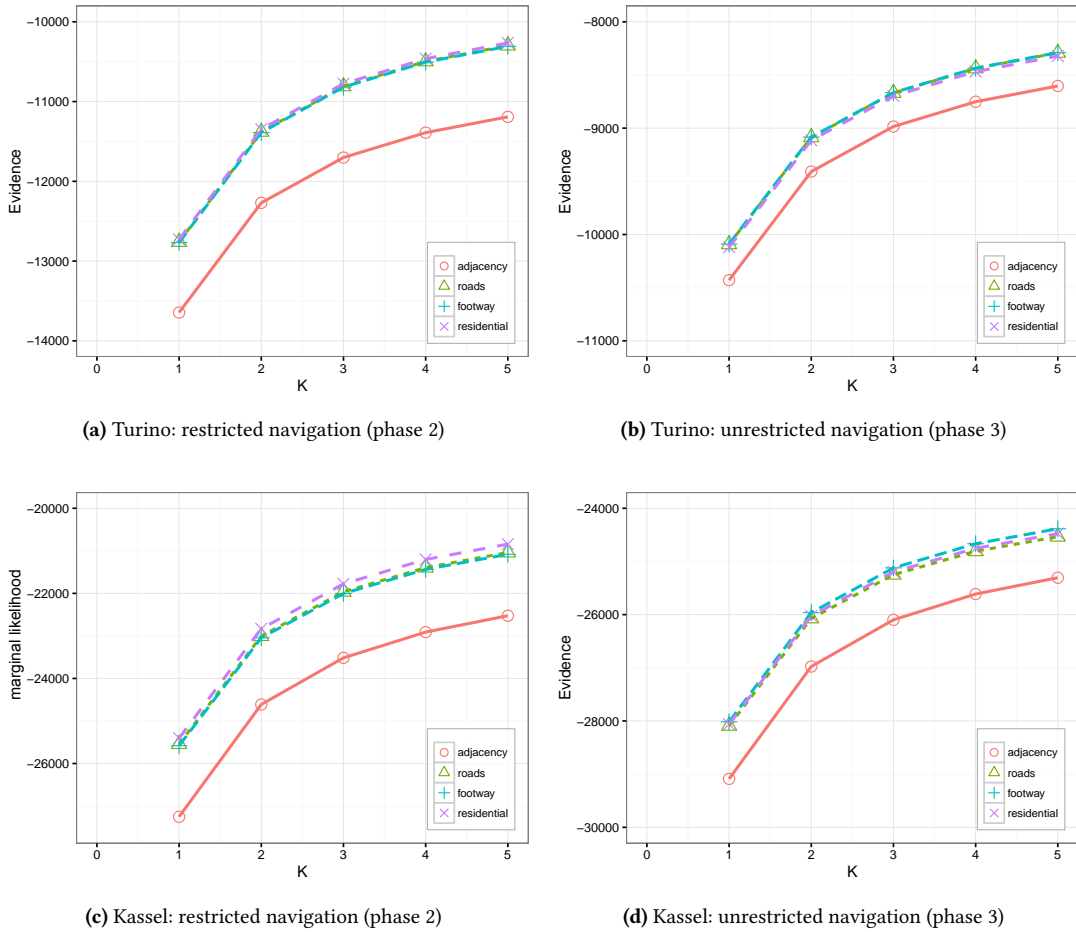 −10000
−11000
−12000
−13000
−14000
Evidence
0 1 2 3 4 5
K
adjacency
roads
footway
residential
(a) Turino: restricted navigation (phase 2)
−8000
−9000
−10000
−11000
Evidence
0 1 2 3 4 5
K
adjacency
roads
footway
residential
(b) Turino: unrestricted navigation (phase 3)
−20000
−22000
−24000
−26000
marginal likelihood
0 1 2 3 4 5
K
adjacency
roads
footway
residential
(c) Kassel: restricted navigation (phase 2)
−24000
−26000
−28000
−30000
Evidence
0 1 2 3 4 5
K
adjacency
roads
footway
residential
(d) Kassel: unrestricted navigation (phase 3)